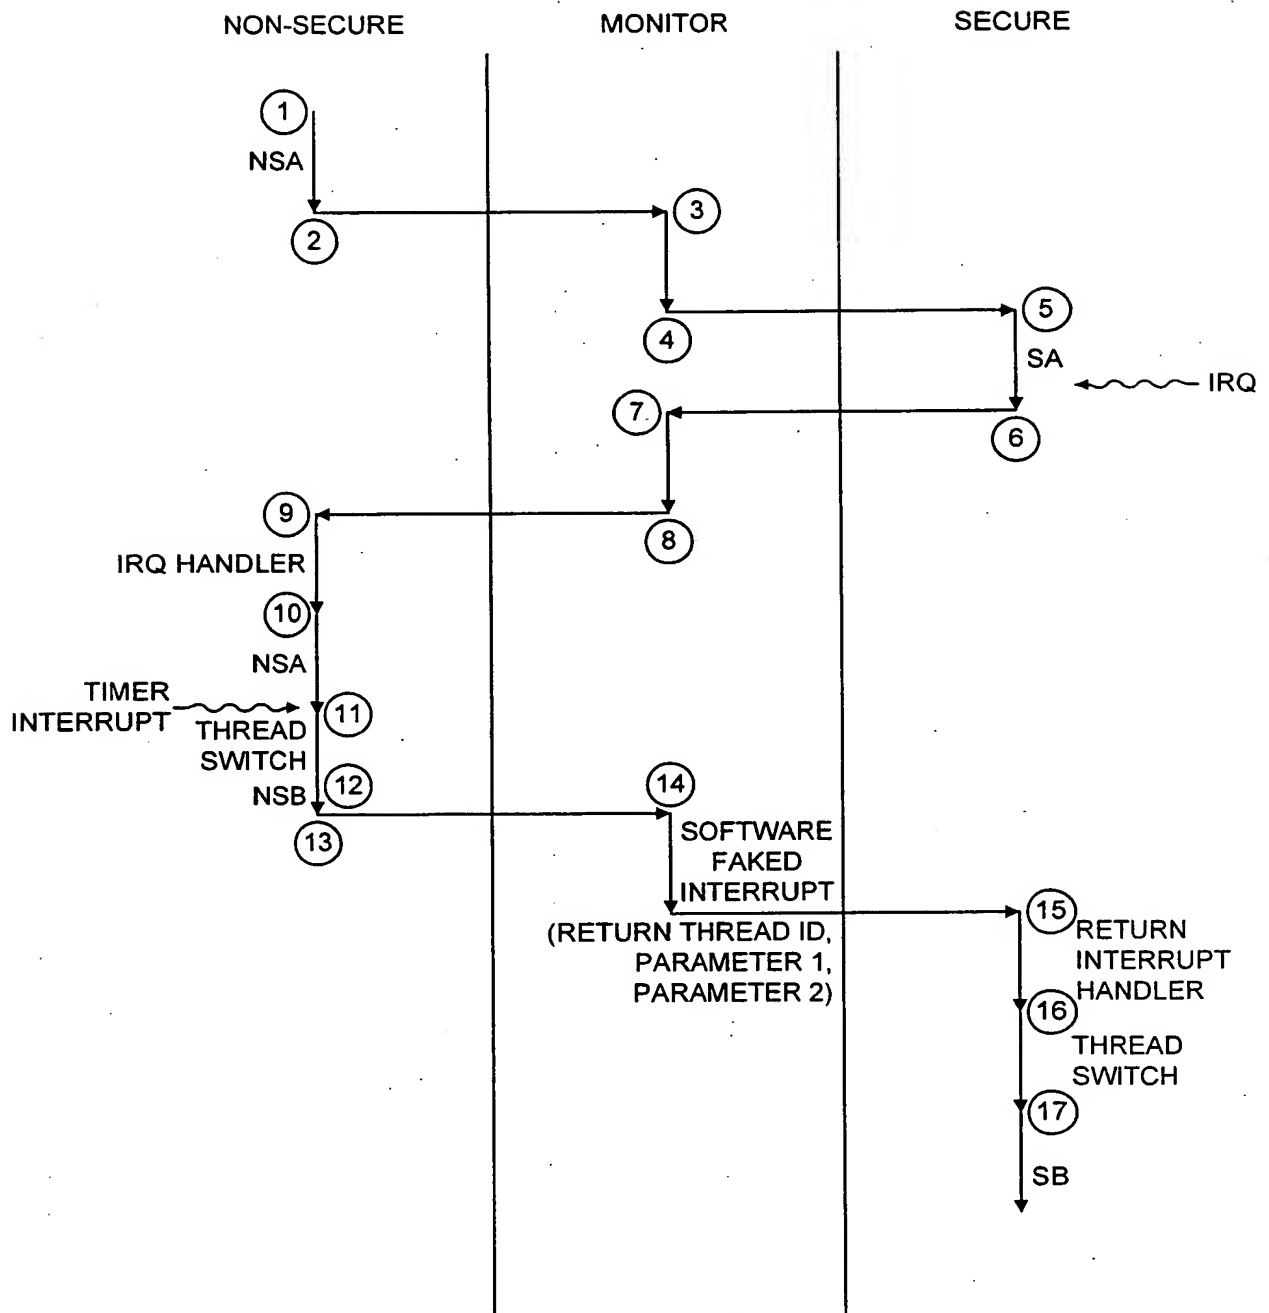 NON-SECURE
MONITOR
SECURE
1
NSA
2
3
4
5
SA
IRQ
6
7
8
9
IRQ HANDLER
10
NSA
TIMER
INTERRUPT
11
THREAD
SWITCH
NSB
12
13
14
SOFTWARE
FAKED
INTERRUPT
(RETURN THREAD ID,
PARAMETER 1,
PARAMETER 2)
15
RETURN
INTERRUPT
HANDLER
16
THREAD
SWITCH
17
SB